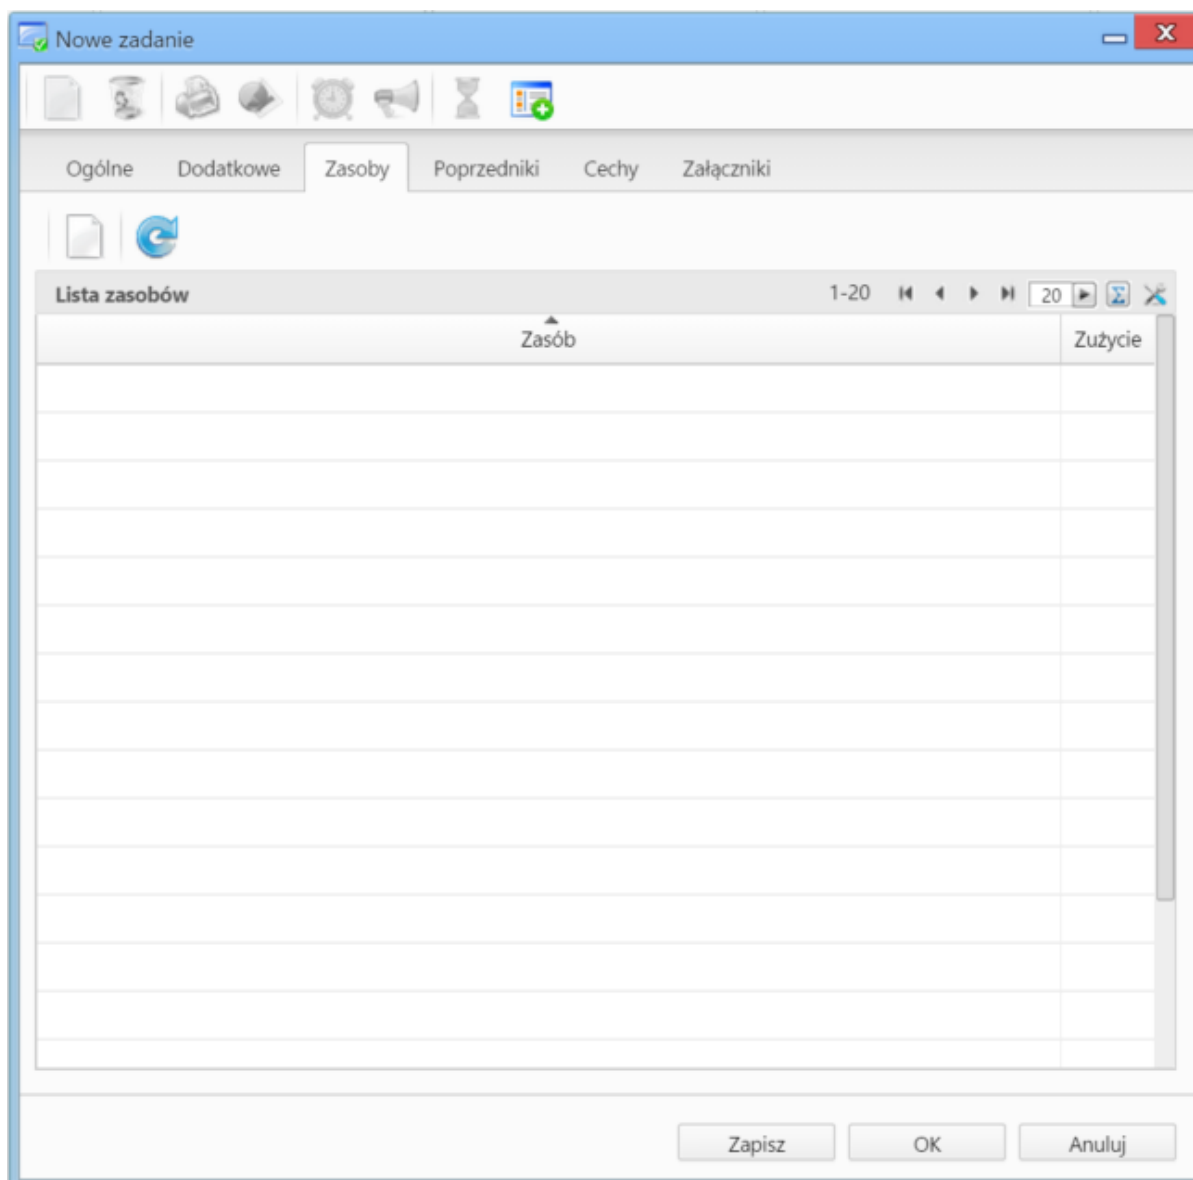 Nowe zadanie
Ogólne Dodatkowe Zasoby Poprzedniki Cechy Załączniki
Lista zasobów 1-20 20 Σ
Zasób Zużycie
Zapisz OK Anuluj